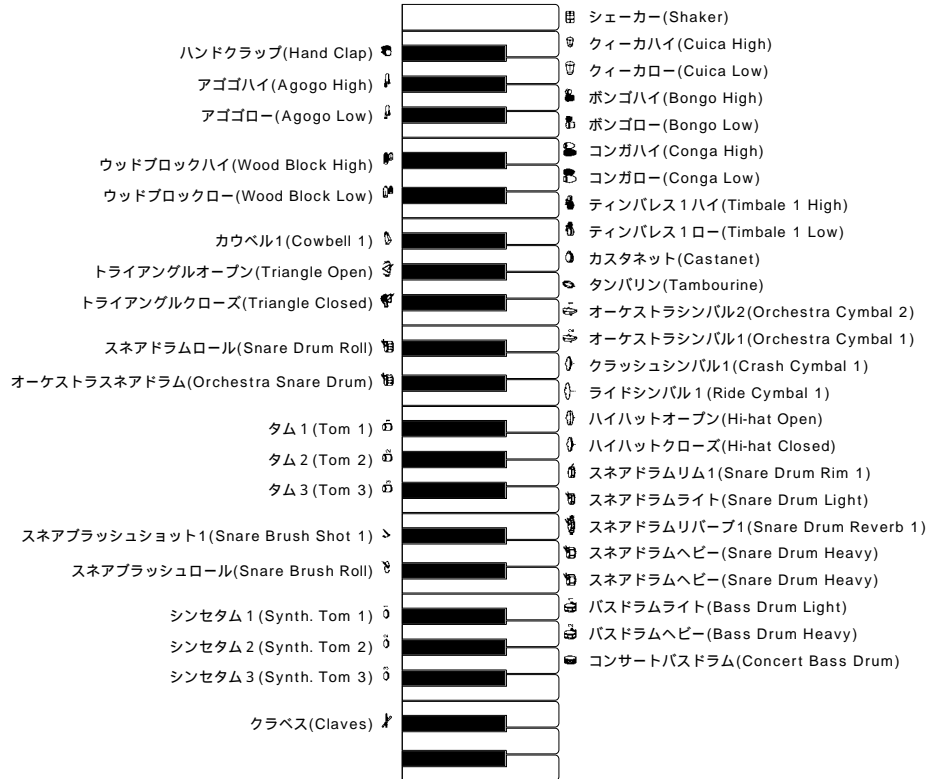 シェーカー(Shaker)
ハンドクラップ(Hand Clap)
クィーカハイ(Cuica High)
アゴゴハイ(Agogo High)
クィーカロー(Cuica Low)
ボンゴハイ(Bongo High)
アゴゴロー(Agogo Low)
ボンゴロー(Bongo Low)
ウッドブロックハイ(Wood Block High)
コンガハイ(Conga High)
コンガロー(Conga Low)
ウッドブロックロー(Wood Block Low)
ティンバレス1ハイ(Timbale 1 High)
ティンバレス1ロー(Timbale 1 Low)
カウベル1(Cowbell 1)
カスタネット(Castanet)
トライアングルオープン(Triangle Open)
タンバリン(Tambourine)
トライアングルクローズ(Triangle Closed)
オーケストラシンバル2(Orchestra Cymbal 2)
オーケストラシンバル1(Orchestra Cymbal 1)
スネアドラムロール(Snare Drum Roll)
クラッシュシンバル1(Crash Cymbal 1)
オーケストラスネアドラム(Orchestra Snare Drum)
ライドシンバル1(Ride Cymbal 1)
ハイハットオープン(Hi-hat Open)
タム1(Tom 1)
ハイハットクローズ(Hi-hat Closed)
タム2(Tom 2)
スネアドラムリム1(Snare Drum Rim 1)
タム3(Tom 3)
スネアドラムライト(Snare Drum Light)
スネアドラムリバーブ1(Snare Drum Reverb 1)
スネアブラッシュショット1(Snare Brush Shot 1)
スネアドラムヘビー(Snare Drum Heavy)
スネアブラッシュロール(Snare Brush Roll)
スネアドラムヘビー(Snare Drum Heavy)
バスドラムライト(Bass Drum Light)
シンセタム1(Synth. Tom 1)
バスドラムヘビー(Bass Drum Heavy)
シンセタム2(Synth. Tom 2)
コンサートバスドラム(Concert Bass Drum)
シンセタム3(Synth. Tom 3)
クラベス(Claves)